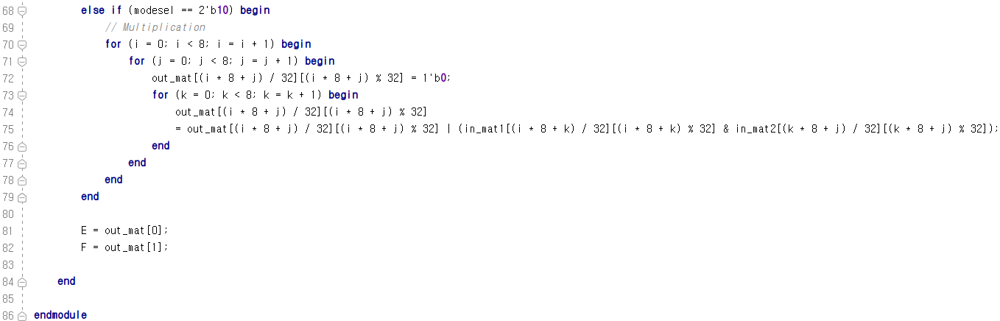 68 else if (modesel == 2'b10) begin
69 // Multiplication
70 for (i = 0; i < 8; i = i + 1) begin
71 for (j = 0; j < 8; j = j + 1) begin
72 out_mat[(i * 8 + j) / 32][(i * 8 + j) % 32] = 1'b0;
73 for (k = 0; k < 8; k = k + 1) begin
74 out_mat[(i * 8 + j) / 32][(i * 8 + j) % 32]
75 = out_mat[(i * 8 + j) / 32][(i * 8 + j) % 32] | (in_mat1[(i * 8 + k) / 32][(i * 8 + k) % 32] & in_mat2[(k * 8 + j) / 32][(k * 8 + j) % 32]);
76 end
77 end
78 end
79 end
80
81 E = out_mat[0];
82 F = out_mat[1];
83
84 end
85
86 endmodule